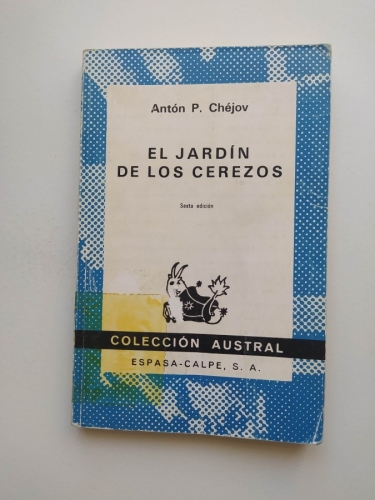 Antón P. Chéjov
EL JARDÍN
DE LOS CEREZOS
Sexta edición
COLECCIÓN AUSTRAL
ESPASA-CALPE, S. A.